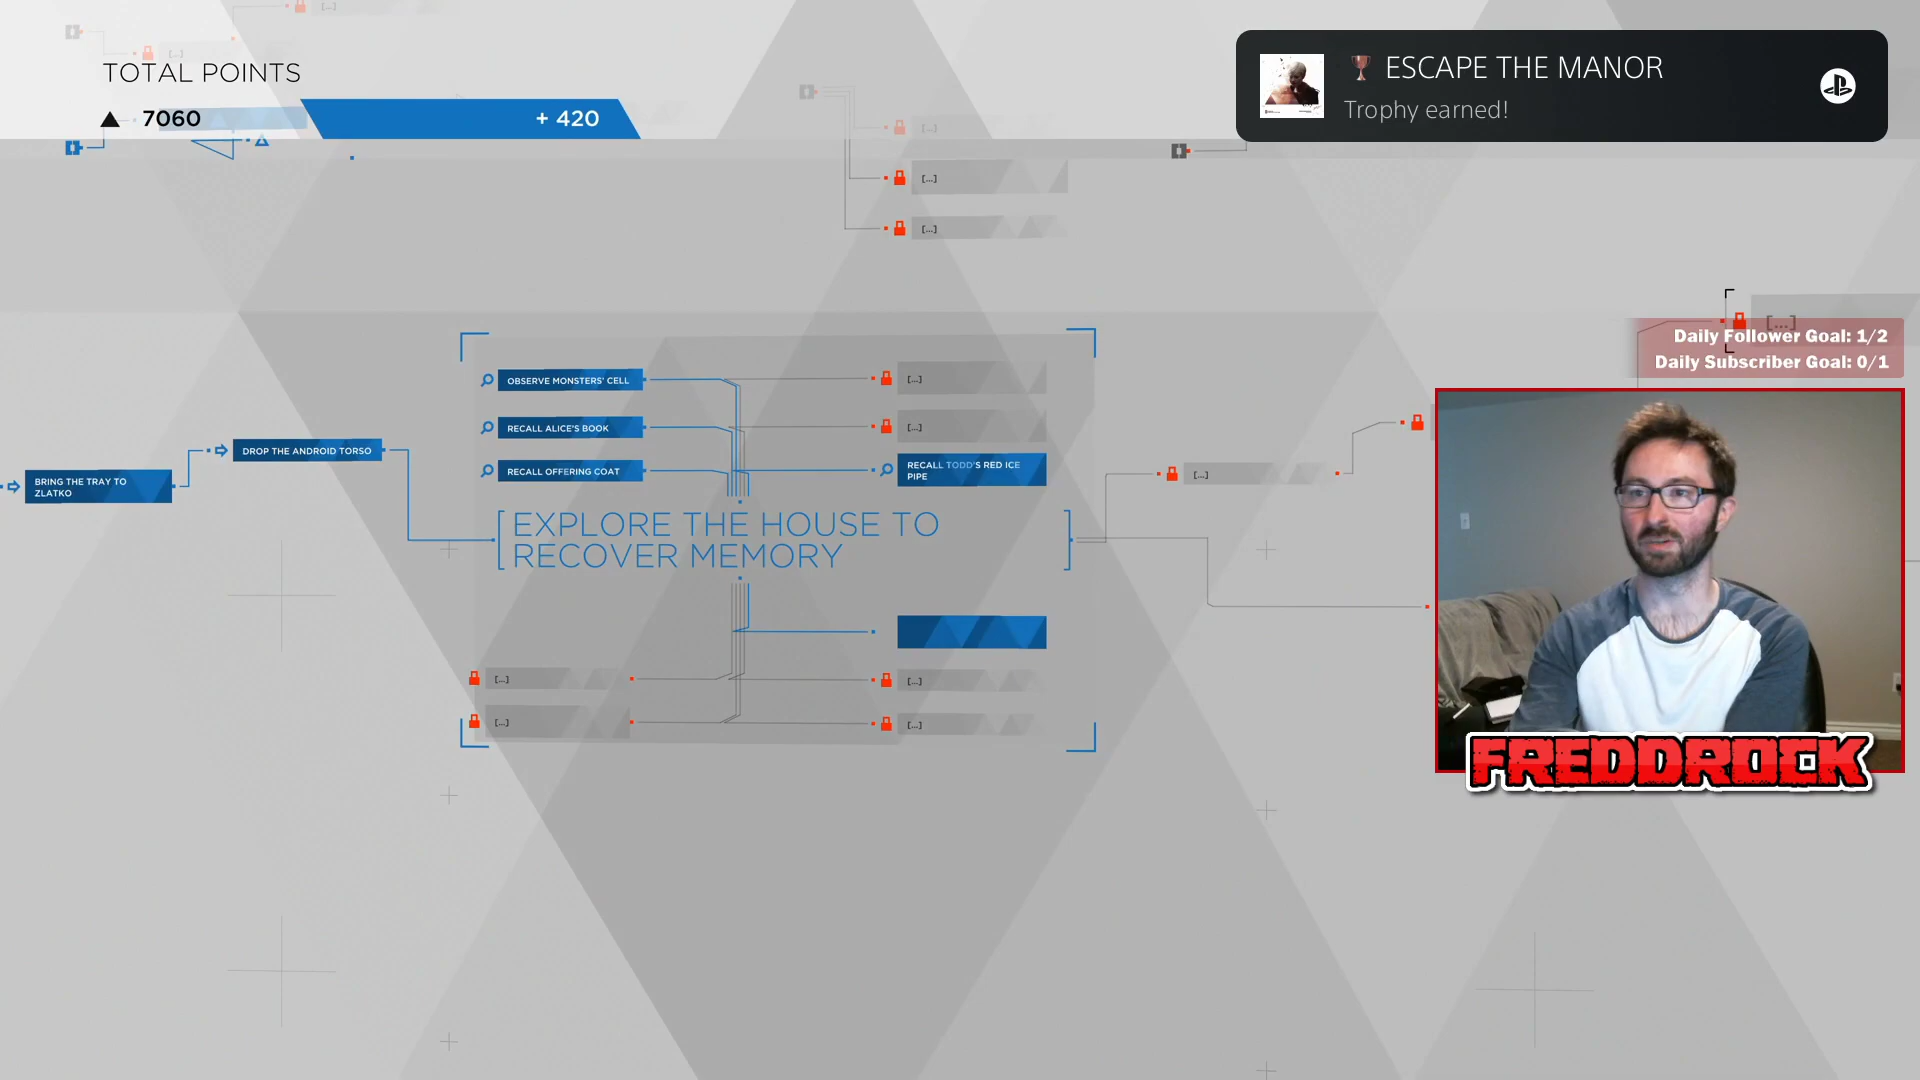 [...]
[...]
TOTAL POINTS
7060
+ 420
ESCAPE THE MANOR
Trophy earned!
[...]
[...]
[...]
[...]
Daily Follower Goal: 1/2
Daily Subscriber Goal: 0/1
OBSERVE MONSTERS' CELL
[...]
RECALL ALICE'S BOOK
[...]
DROP THE ANDROID TORSO
RECALL OFFERING COAT
RECALL TODD'S RED ICE
PIPE
[...]
BRING THE TRAY TO
ZLATKO
EXPLORE THE HOUSE TO
RECOVER MEMORY
[...]
[...]
[...]
[...]
FREDDROCK